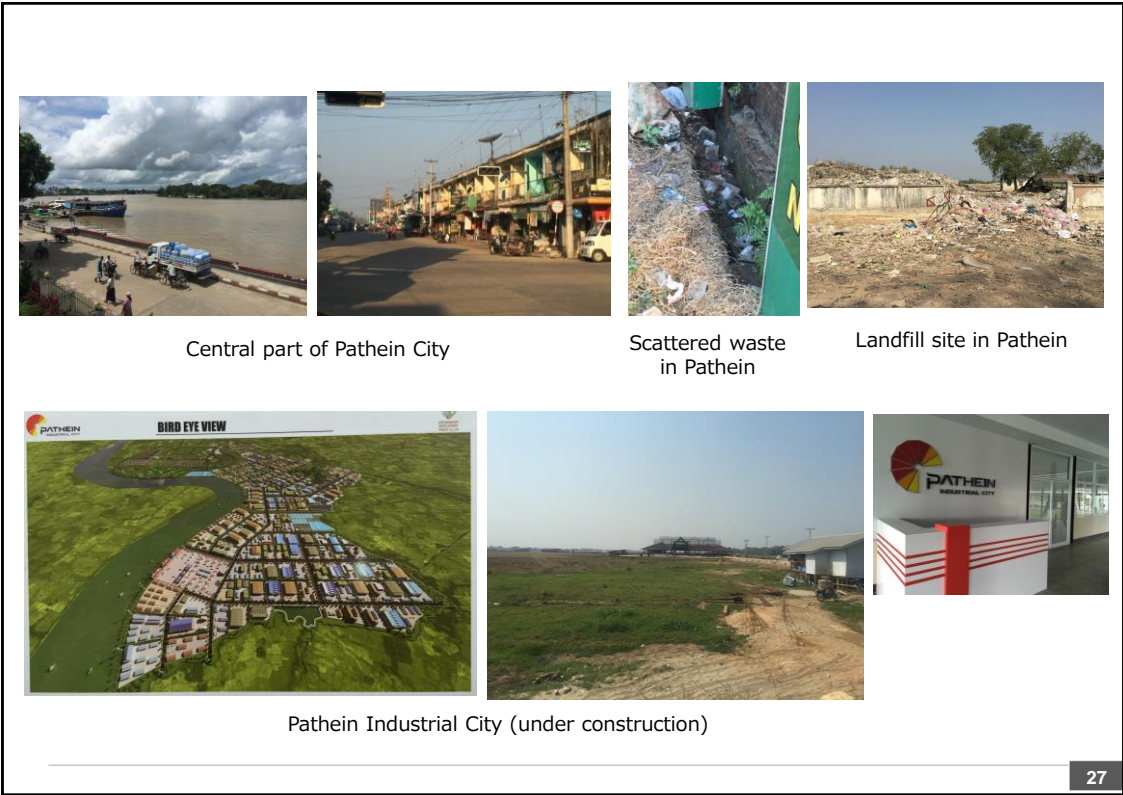 Central part of Pathein City
Scattered waste
in Pathein
Landfill site in Pathein
PATHEIN
INDUSTRIAL CITY
BIRD EYE VIEW
PATHEIN
INDUSTRIAL CITY
Pathein Industrial City (under construction)
27